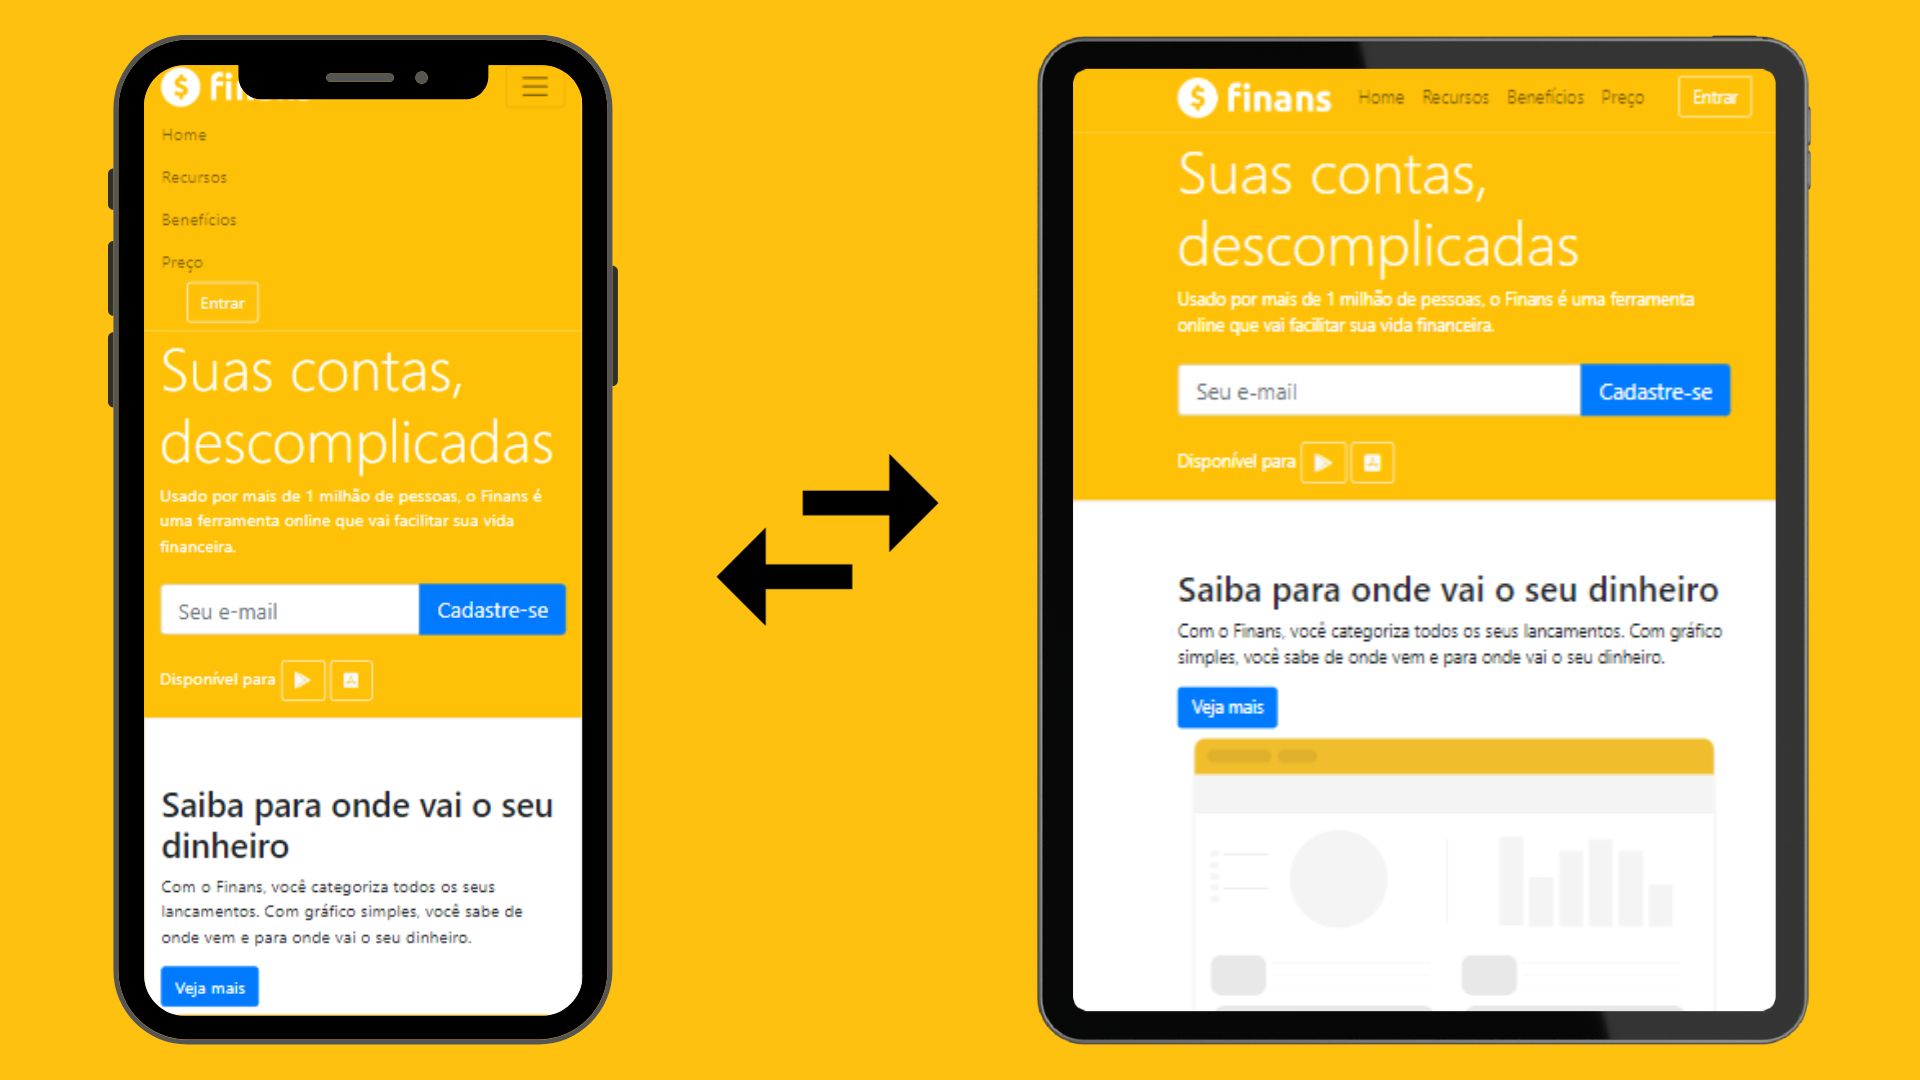 Home
Recursos
Benefícios
Preço
Entrar
Suas contas,
descomplicadas
Usado por mais de 1 milhão de pessoas, o Finans é
uma ferramenta online que vai facilitar sua vida
financeira.
Seu e-mail
Cadastre-se
Disponível para
Saiba para onde vai o seu
dinheiro
Com o Finans, você categoriza todos os seus
lancamentos. Com gráfico simples, você sabe de
onde vem e para onde vai o seu dinheiro.
Veja mais
$ finans Home Recursos Benefícios Preço Entrar
Suas contas,
descomplicadas
Usado por mais de 1 milhão de pessoas, o Finans é uma ferramenta
online que vai facilitar sua vida financeira.
Seu e-mail
Cadastre-se
Disponível para
Saiba para onde vai o seu dinheiro
Com o Finans, você categoriza todos os seus lancamentos. Com gráfico
simples, você sabe de onde vem e para onde vai o seu dinheiro.
Veja mais